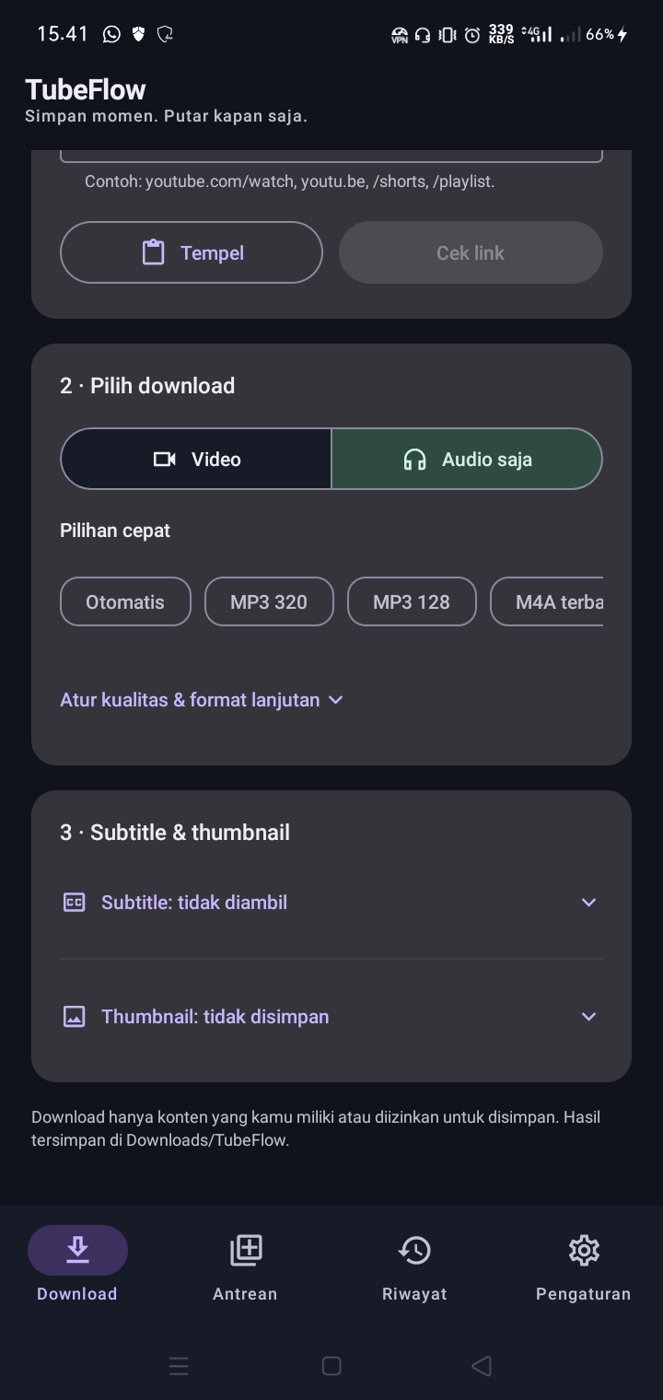 15.41
VPN
339 KB/S
4G
66%
TubeFlow
Simpan momen. Putar kapan saja.
Contoh: youtube.com/watch, youtu.be, /shorts, /playlist.
Tempel
Cek link
2 · Pilih download
Video
Audio saja
Pilihan cepat
Otomatis
MP3 320
MP3 128
M4A terba
Atur kualitas & format lanjutan
3 · Subtitle & thumbnail
CC
Subtitle: tidak diambil
Thumbnail: tidak disimpan
Download hanya konten yang kamu miliki atau diizinkan untuk disimpan. Hasil
tersimpan di Downloads/TubeFlow.
Download
Antrean
Riwayat
Pengaturan